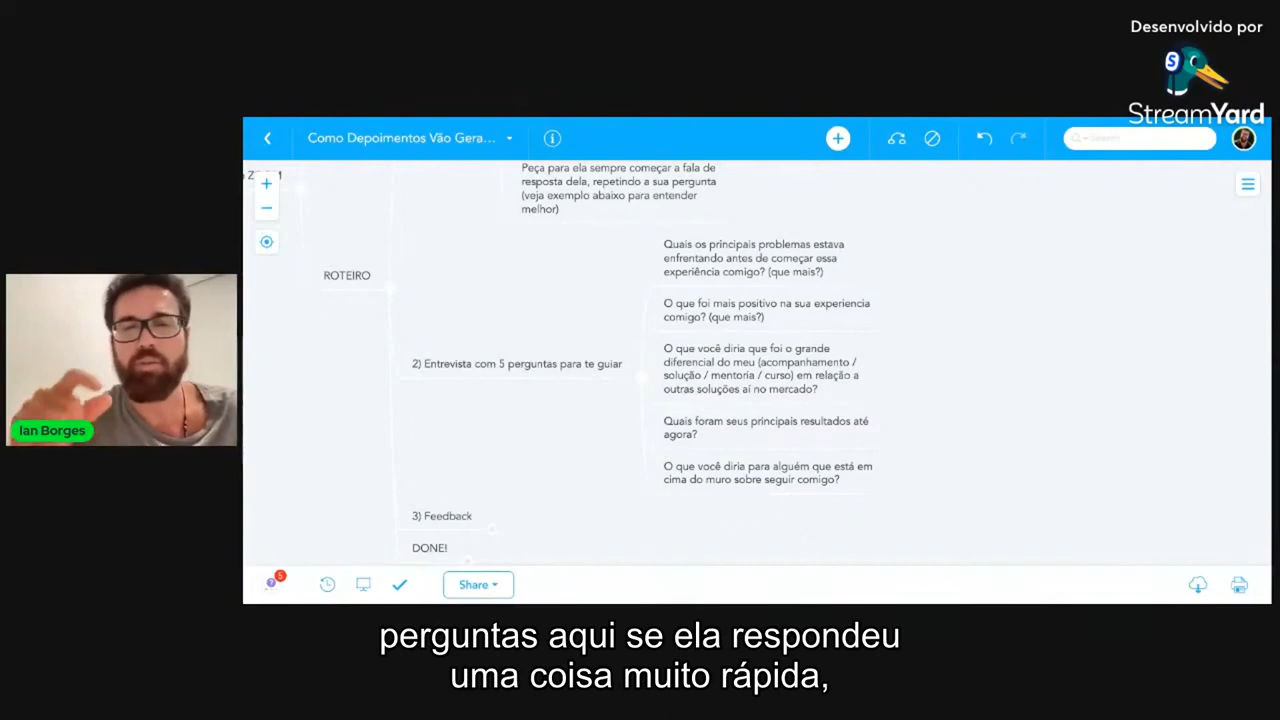 Desenvolvido por
StreamYard
Como Depoimentos Vão Gera...
Search
Peça para ela sempre começar a fala de
resposta dela, repetindo a sua pergunta
(veja exemplo abaixo para entender
melhor)
ROTEIRO
Quais os principais problemas estava
enfrentando antes de começar essa
experiência comigo? (que mais?)
O que foi mais positivo na sua experiencia
comigo? (que mais?)
2) Entrevista com 5 perguntas para te guiar
O que você diria que foi o grande
diferencial do meu (acompanhamento /
solução / mentoria / curso) em relação a
outras soluções aí no mercado?
Quais foram seus principais resultados até
agora?
O que você diria para alguém que está em
cima do muro sobre seguir comigo?
3) Feedback
DONE!
Ian Borges
5
Share
perguntas aqui se ela respondeu
uma coisa muito rápida,